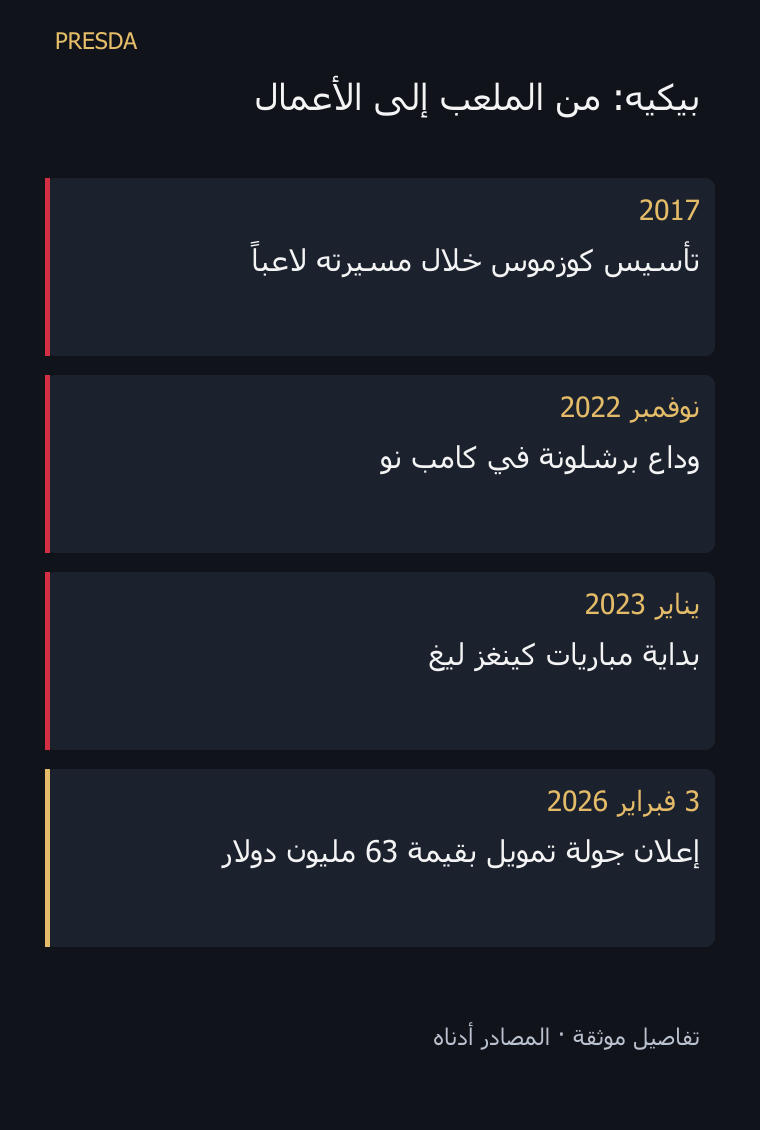 PRESDA
بيكيه: من الملعب إلى الأعمال
2017
تأسيس كوزموس خلال مسيرته لاعباً
نوفمبر 2022
وداع برشلونة في كامب نو
يناير 2023
بداية مباريات كينغز ليغ
3 فبراير 2026
إعلان جولة تمويل بقيمة 63 مليون دولار
تفاصيل موثقة · المصادر أدناه